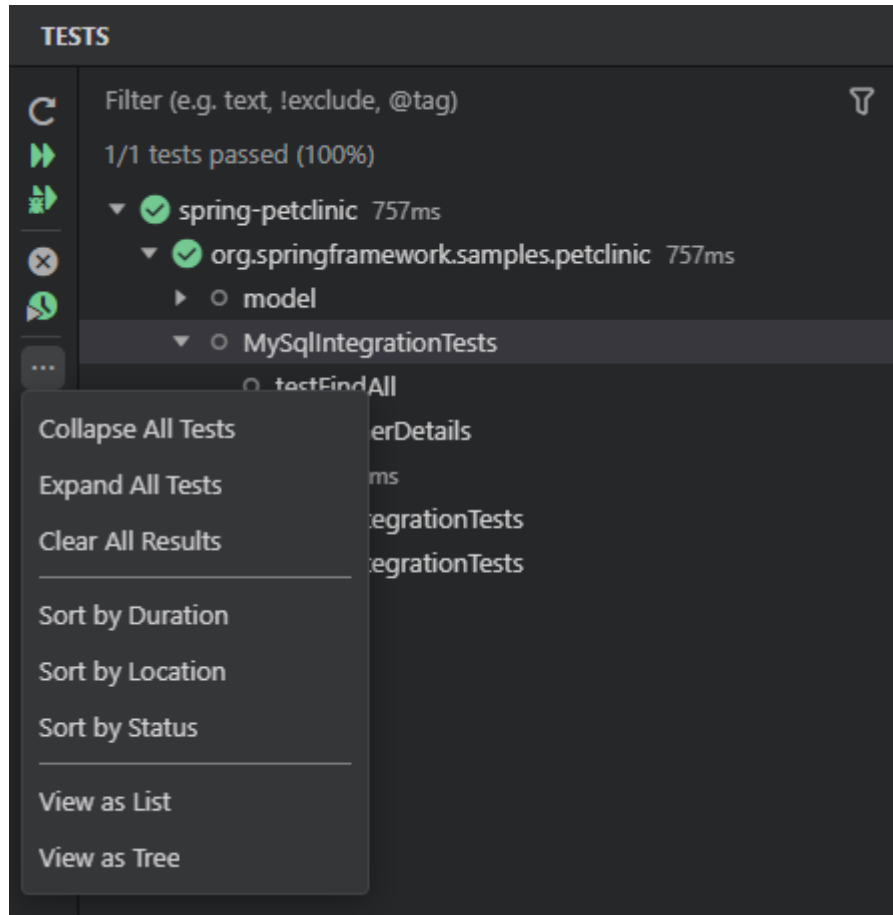 TESTS
Filter (e.g. text, !exclude, @tag)
1/1 tests passed (100%)
spring-petclinic 757ms
org.springframework.samples.petclinic 757ms
model
MySqlIntegrationTests
testFindAll
Collapse All Tests
erDetails
Expand All Tests
ms
Clear All Results
egrationTests
egrationTests
Sort by Duration
Sort by Location
Sort by Status
View as List
View as Tree